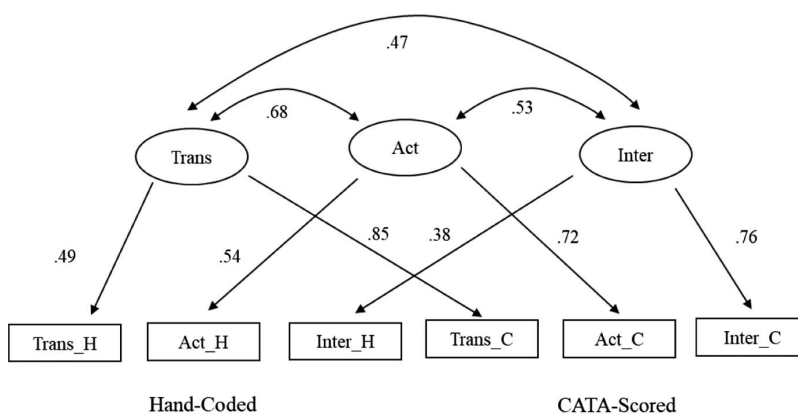 .47
.68
.53
Trans
Act
Inter
.49
.54
.85
.38
.72
.76
Trans_H
Act_H
Inter_H
Trans_C
Act_C
Inter_C
Hand-Coded
CATA-Scored